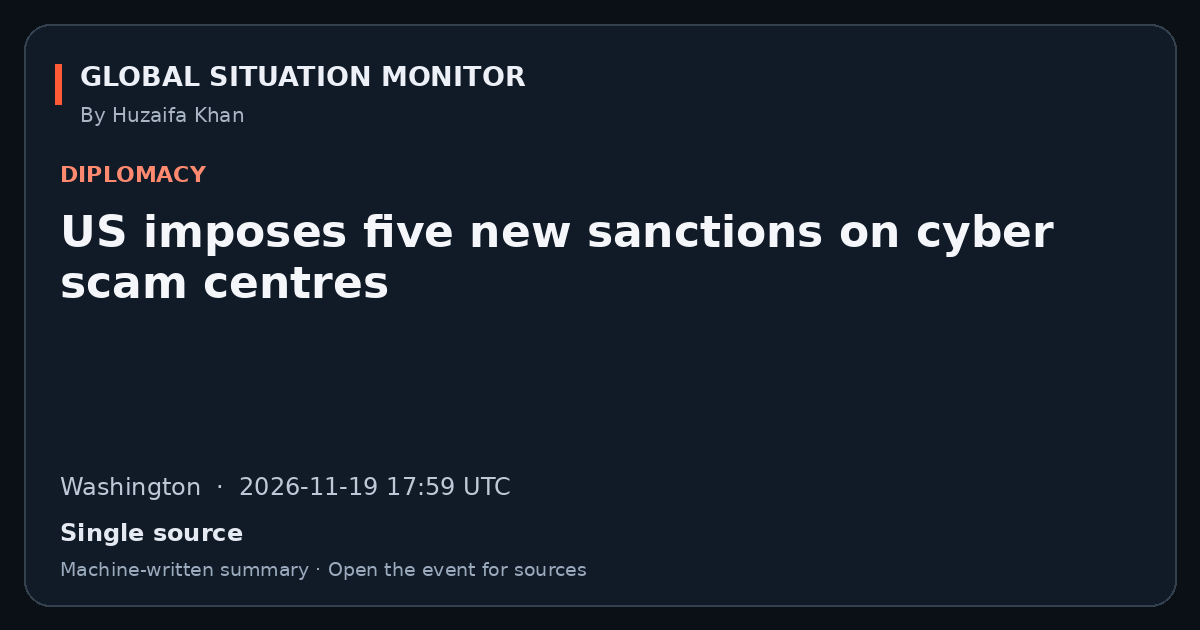 GLOBAL SITUATION MONITOR
By Huzaifa Khan
DIPLOMACY
US imposes five new sanctions on cyber
scam centres
Washington · 2026-11-19 17:59 UTC
Single source
Machine-written summary · Open the event for sources